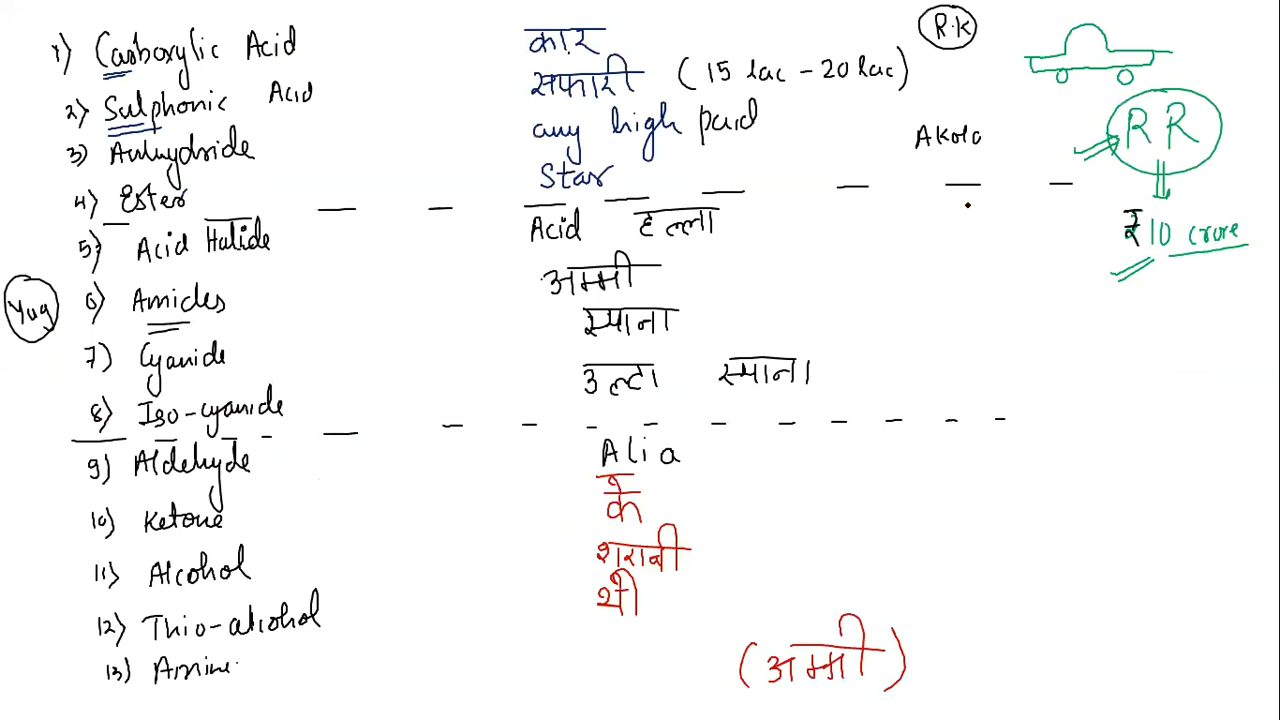 1) Carboxylic Acid
2) Sulphonic Acid
3) Anhydride
4) Ester
5) Acid Halide
6) Amides
7) Cyanide
8) Iso-cyanide
9) Aldehyde
10) Ketone
11) Alcohol
12) Thio-alcohol
13) Amine
Yug
कार
सफारी (15 lac - 20 lac)
any high paid
Star
Acid हल्ला
अम्मी
स्याना
उल्टा स्याना
Alia
के
शराबी
थी
(अम्मी)
R.K
Akola
RR
₹10 crore